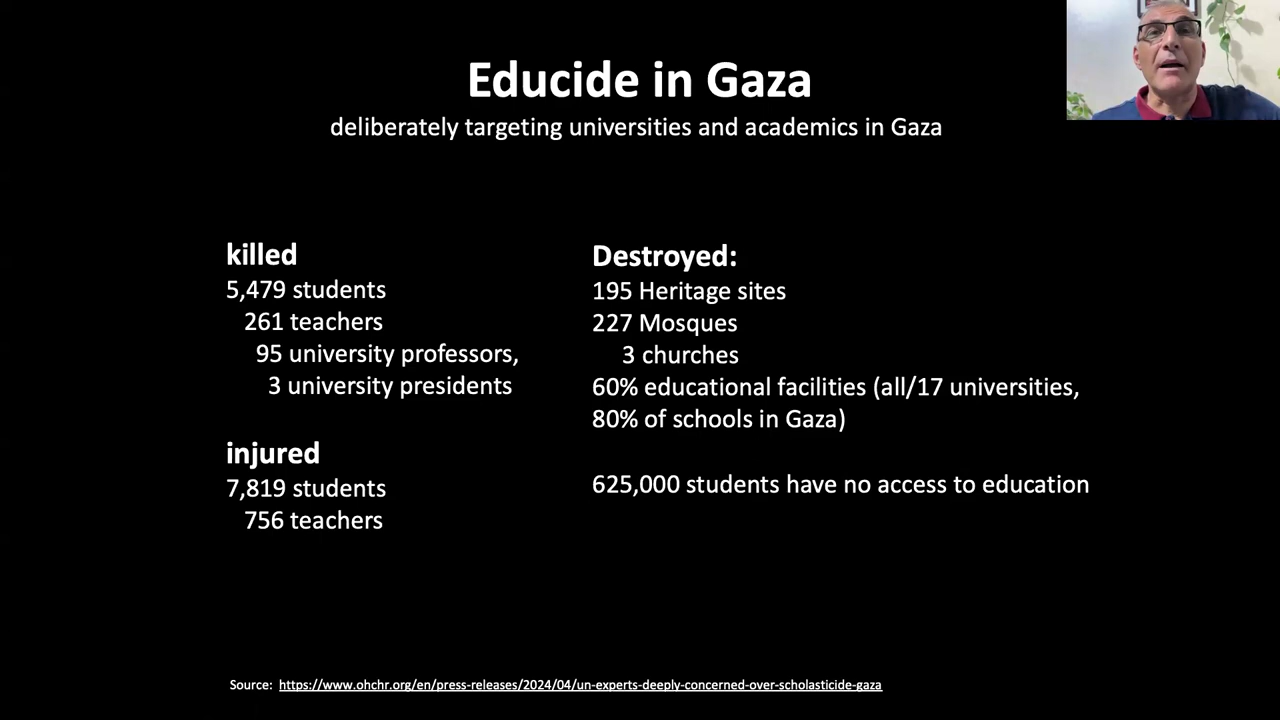 Educide in Gaza
deliberately targeting universities and academics in Gaza
killed
5,479 students
261 teachers
95 university professors,
3 university presidents
injured
7,819 students
756 teachers
Destroyed:
195 Heritage sites
227 Mosques
3 churches
60% educational facilities (all/17 universities,
80% of schools in Gaza)
625,000 students have no access to education
Source: https://www.ohchr.org/en/press-releases/2024/04/un-experts-deeply-concerned-over-scholasticide-gaza